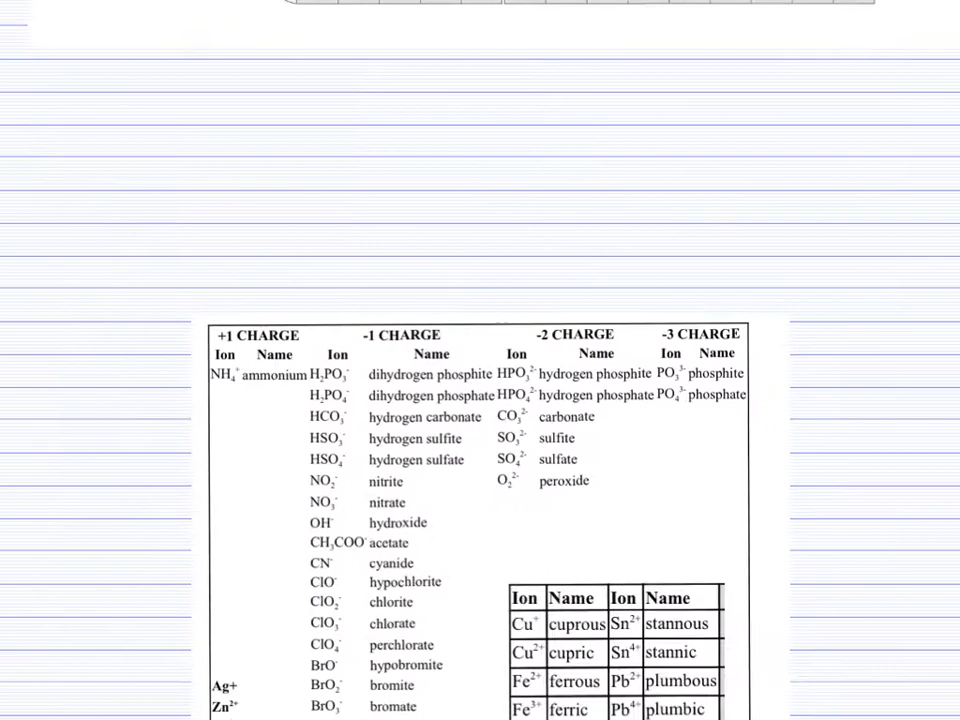 +1 CHARGE -1 CHARGE -2 CHARGE -3 CHARGE
Ion Name Ion Name Ion Name Ion Name
NH₄⁺ ammonium H₂PO₃⁻ dihydrogen phosphite HPO₃²⁻ hydrogen phosphite PO₃³⁻ phosphite
H₂PO₄⁻ dihydrogen phosphate HPO₄²⁻ hydrogen phosphate PO₄³⁻ phosphate
HCO₃⁻ hydrogen carbonate CO₃²⁻ carbonate
HSO₃⁻ hydrogen sulfite SO₃²⁻ sulfite
HSO₄⁻ hydrogen sulfate SO₄²⁻ sulfate
NO₂⁻ nitrite O₂²⁻ peroxide
NO₃⁻ nitrate
OH⁻ hydroxide
CH₃COO⁻ acetate
CN⁻ cyanide
ClO⁻ hypochlorite
ClO₂⁻ chlorite
ClO₃⁻ chlorate
ClO₄⁻ perchlorate
BrO⁻ hypobromite
Ag+ BrO₂⁻ bromite
Zn²⁺ BrO₃⁻ bromate
Ion Name Ion Name
Cu⁺ cuprous Sn²⁺ stannous
Cu²⁺ cupric Sn⁴⁺ stannic
Fe²⁺ ferrous Pb²⁺ plumbous
Fe³⁺ ferric Pb⁴⁺ plumbic